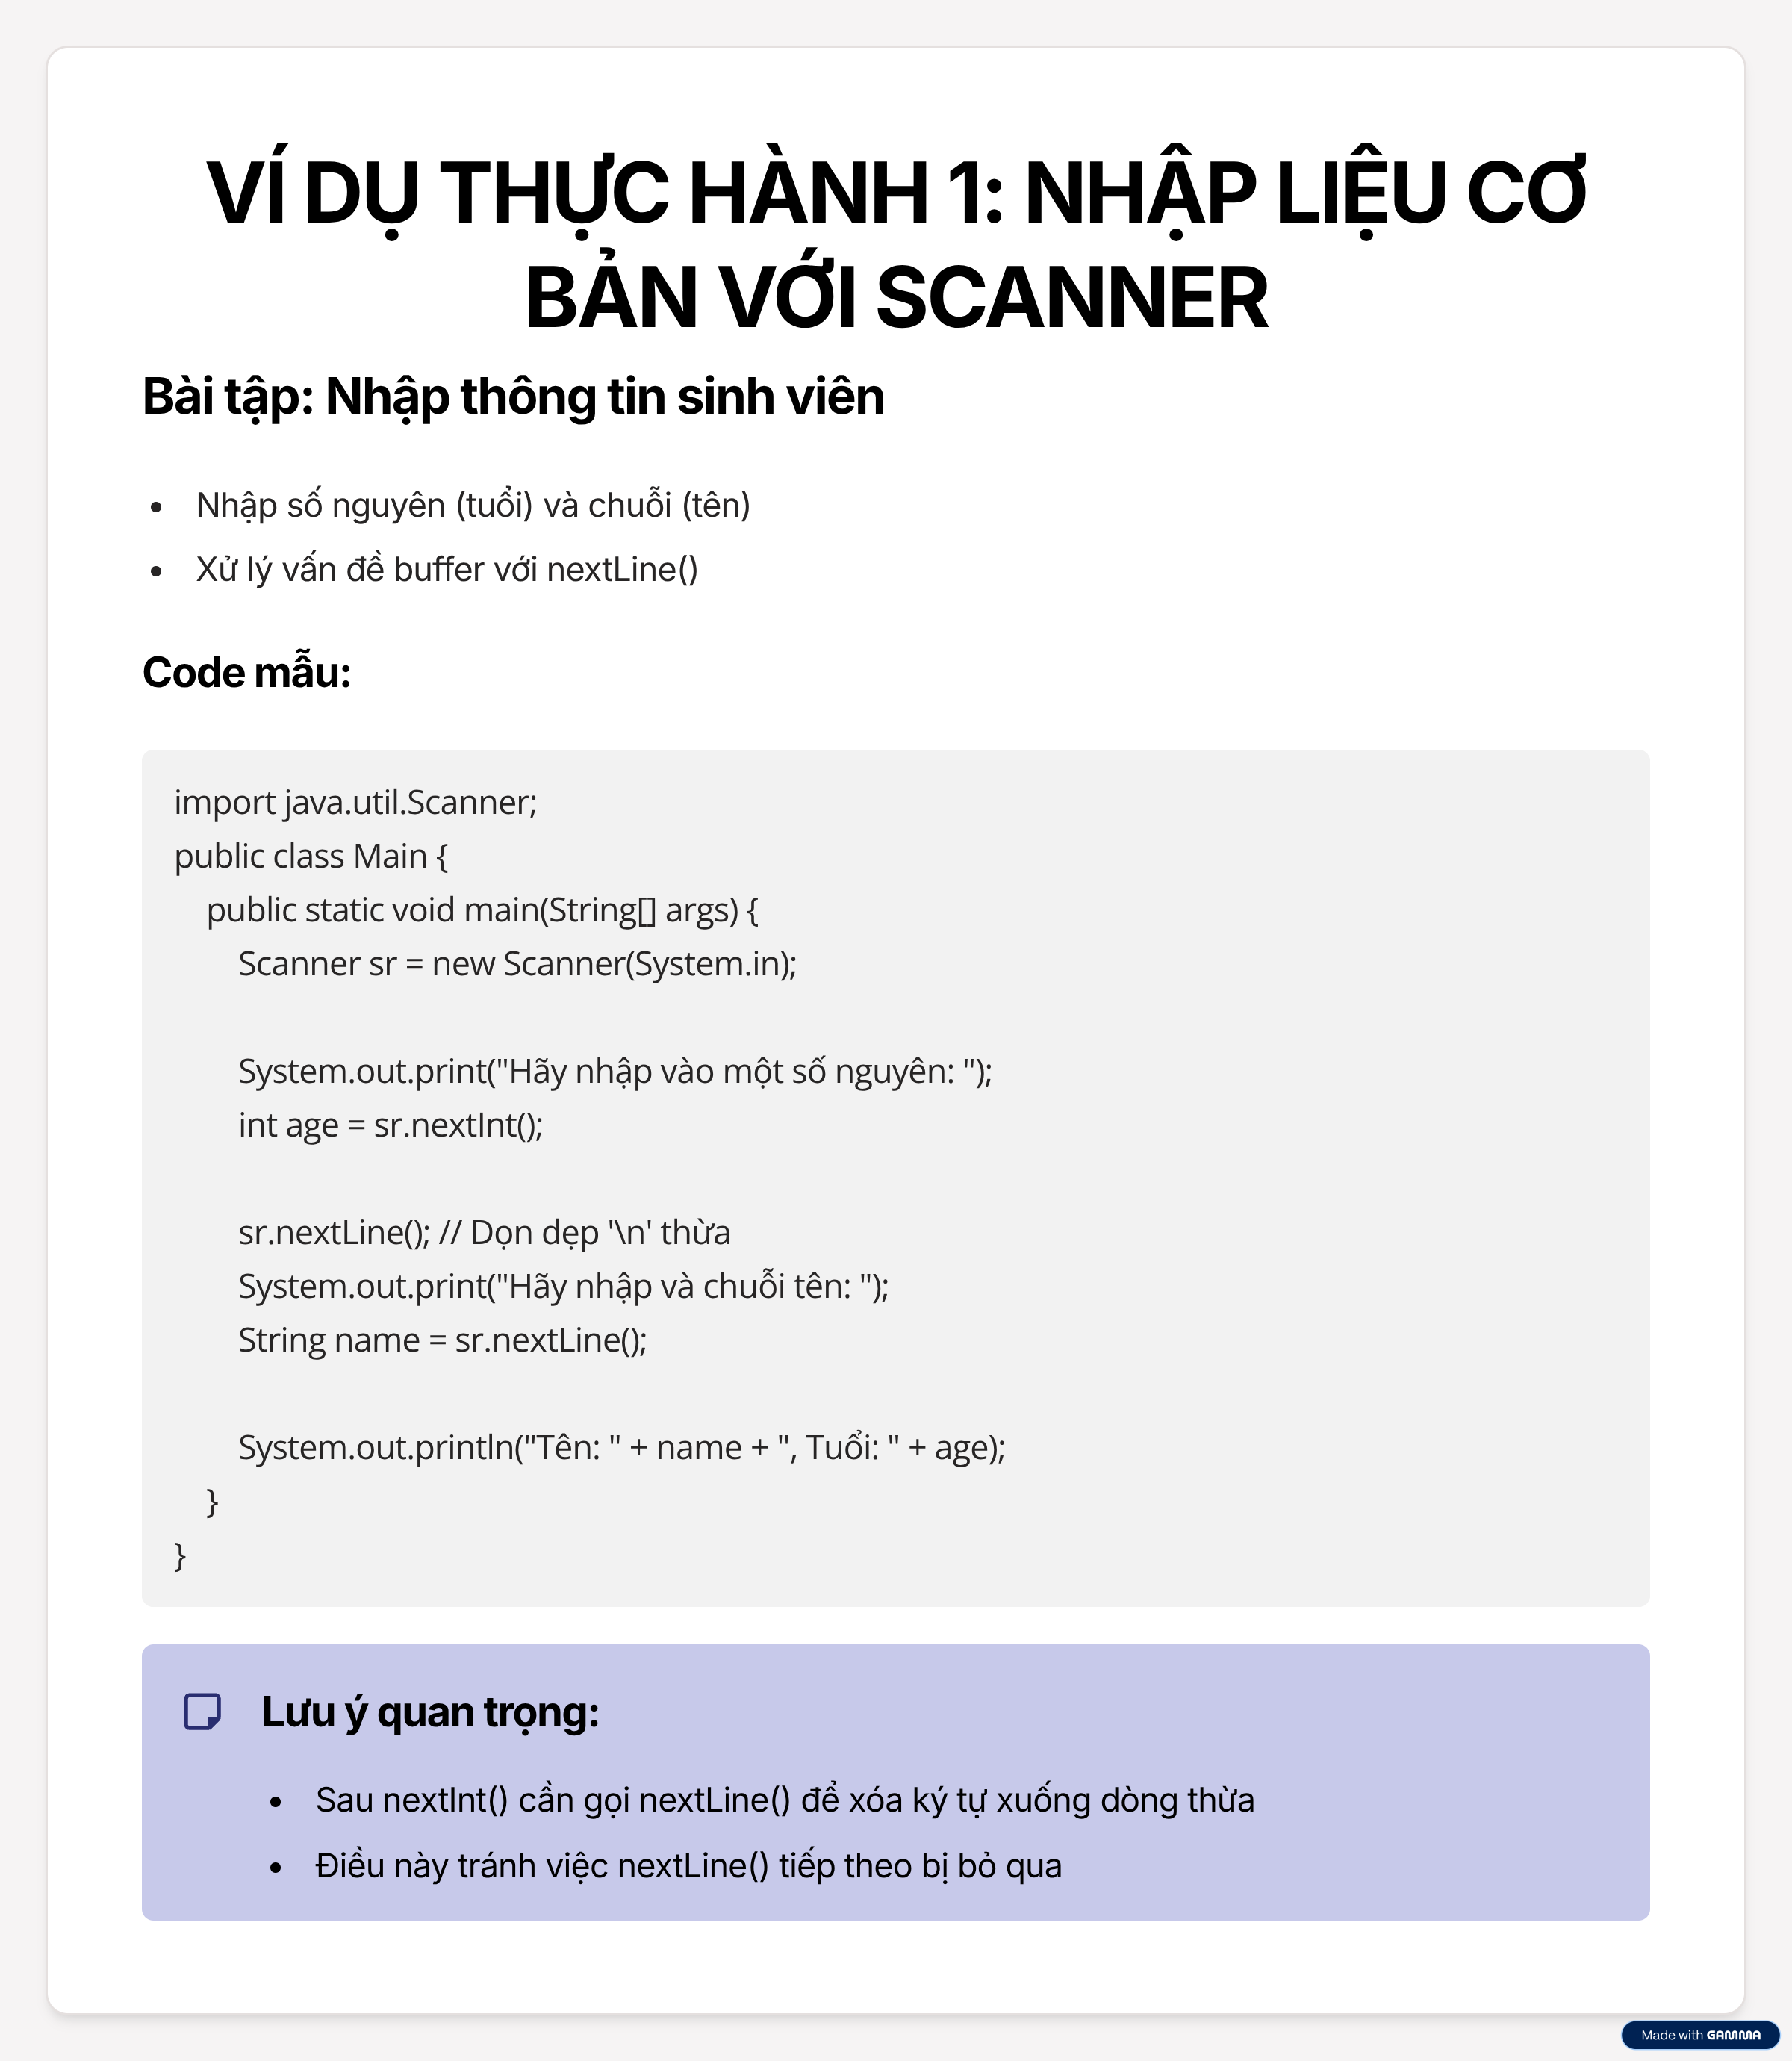 VÍ DỤ THỰC HÀNH 1: NHẬP LIỆU CƠ
BẢN VỚI SCANNER
Bài tập: Nhập thông tin sinh viên
• Nhập số nguyên (tuổi) và chuỗi (tên)
• Xử lý vấn đề buffer với nextLine()
Code mẫu:
import java.util.Scanner;
public class Main {
    public static void main(String[] args) {
        Scanner sr = new Scanner(System.in);
        System.out.print("Hãy nhập vào một số nguyên: ");
        int age = sr.nextInt();
        sr.nextLine(); // Dọn dẹp '\n' thừa
        System.out.print("Hãy nhập và chuỗi tên: ");
        String name = sr.nextLine();
        System.out.println("Tên: " + name + ", Tuổi: " + age);
    }
}
Lưu ý quan trọng:
• Sau nextInt() cần gọi nextLine() để xóa ký tự xuống dòng thừa
• Điều này tránh việc nextLine() tiếp theo bị bỏ qua
Made with GAMMA